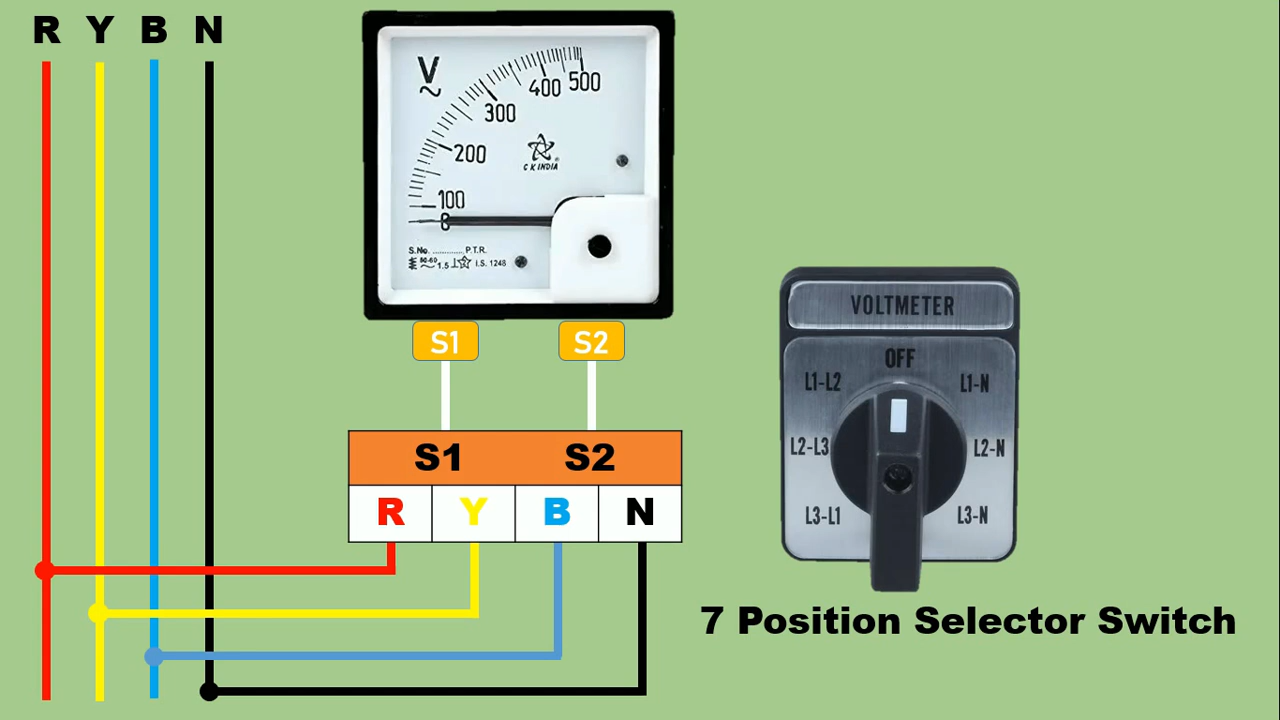 R Y B N
V
~
100
200
300
400
500
CK INDIA
S.No. ............ P.T.R.
50-60
1.5
I.S. 1248
S1 S2
S1 S2
R Y B N
VOLTMETER
OFF
L1-L2 L1-N
L2-L3 L2-N
L3-L1 L3-N
7 Position Selector Switch